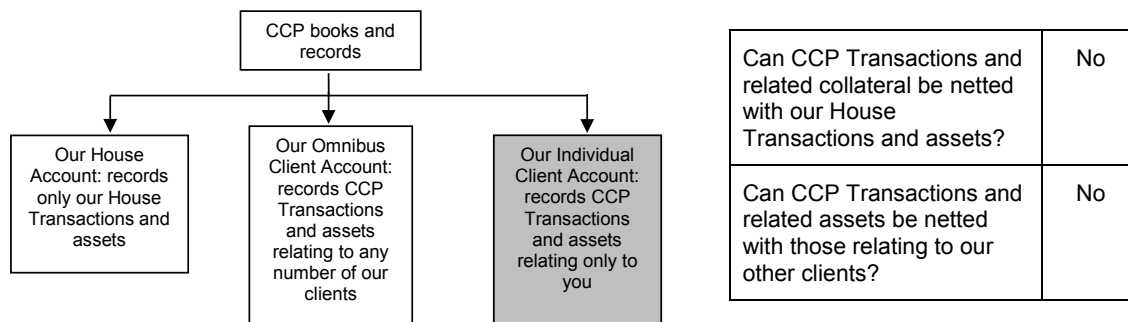 CCP books and
records
Our House
Account: records
only our House
Transactions and
assets
Our Omnibus
Client Account:
records CCP
Transactions
and assets
relating to any
number of our
clients
Our Individual
Client Account:
records CCP
Transactions
and assets
relating only to
you
Can CCP Transactions and
related collateral be netted
with our House
Transactions and assets?
No
Can CCP Transactions and
related assets be netted
with those relating to our
other clients?
No